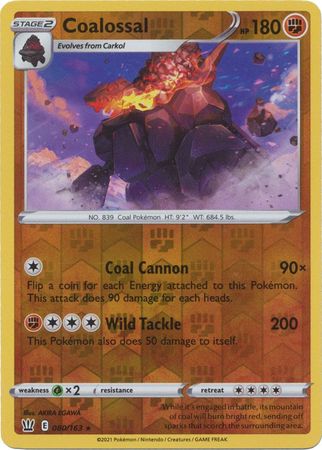 STAGE 2
Coalossal
HP 180
Evolves from Carkol
NO. 839 Coal Pokémon HT: 9'2" WT: 684.5 lbs.
Coal Cannon 90×
Flip a coin for each Energy attached to this Pokémon.
This attack does 90 damage for each heads.
Wild Tackle 200
This Pokémon also does 50 damage to itself.
weakness ×2 resistance retreat
Illus. AKIRA EGAWA
E 080/163 ★
While it's engaged in battle, its mountain
of coal will burn bright red, sending off
sparks that scorch the surrounding area.
©2021 Pokémon / Nintendo / Creatures / GAME FREAK